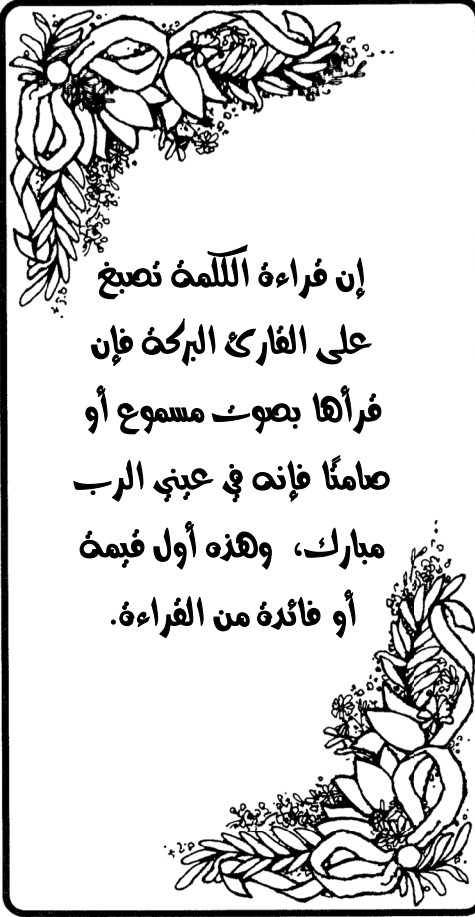 إن قراءة الكلمة تصبغ
على القارئ البركة فإن
قرأها بصوت مسموع أو
صامتًا فإنه في عيني الرب
مبارك، وهذه أول قيمة
أو فائدة من القراءة.